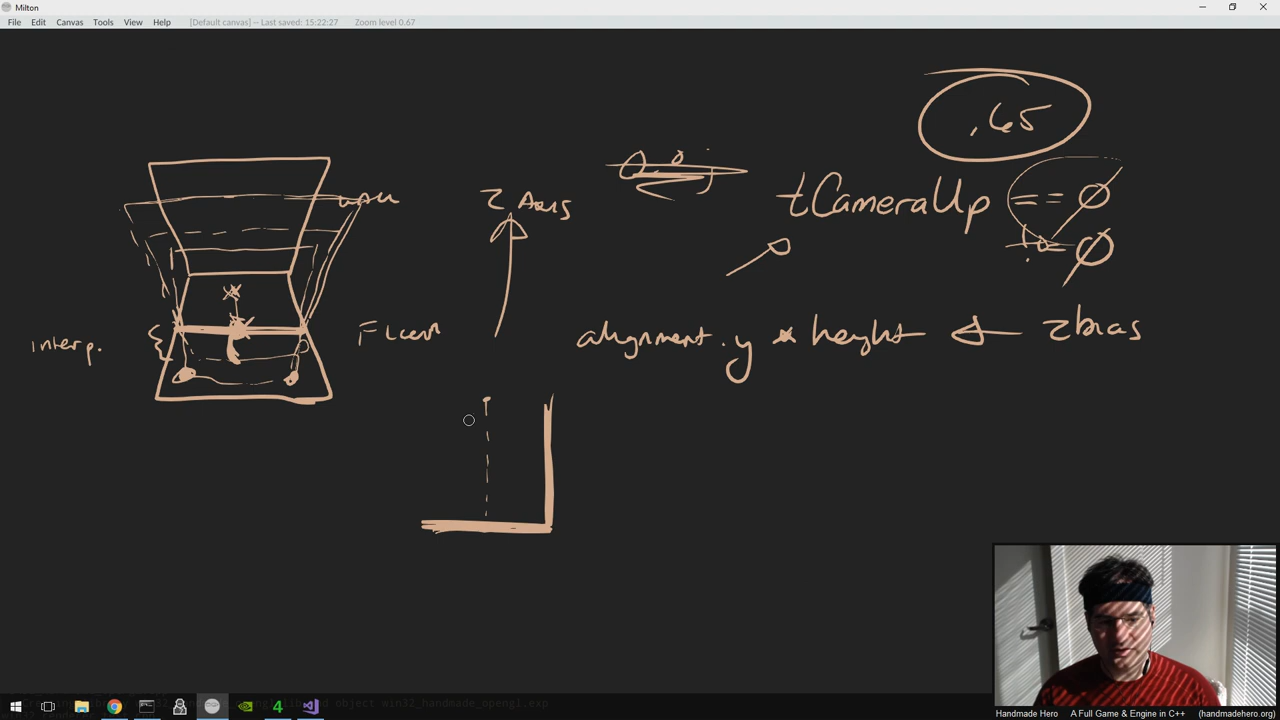 Milton
File Edit Canvas Tools View Help [Default canvas] -- Last saved: 15:22:27 Zoom level 0.67
.65
Z Axis
tCameraUp == 0
!= 0
Interp.
alignment.y * height ← zbias
Handmade Hero A Full Game & Engine in C++ (handmadehero.org)